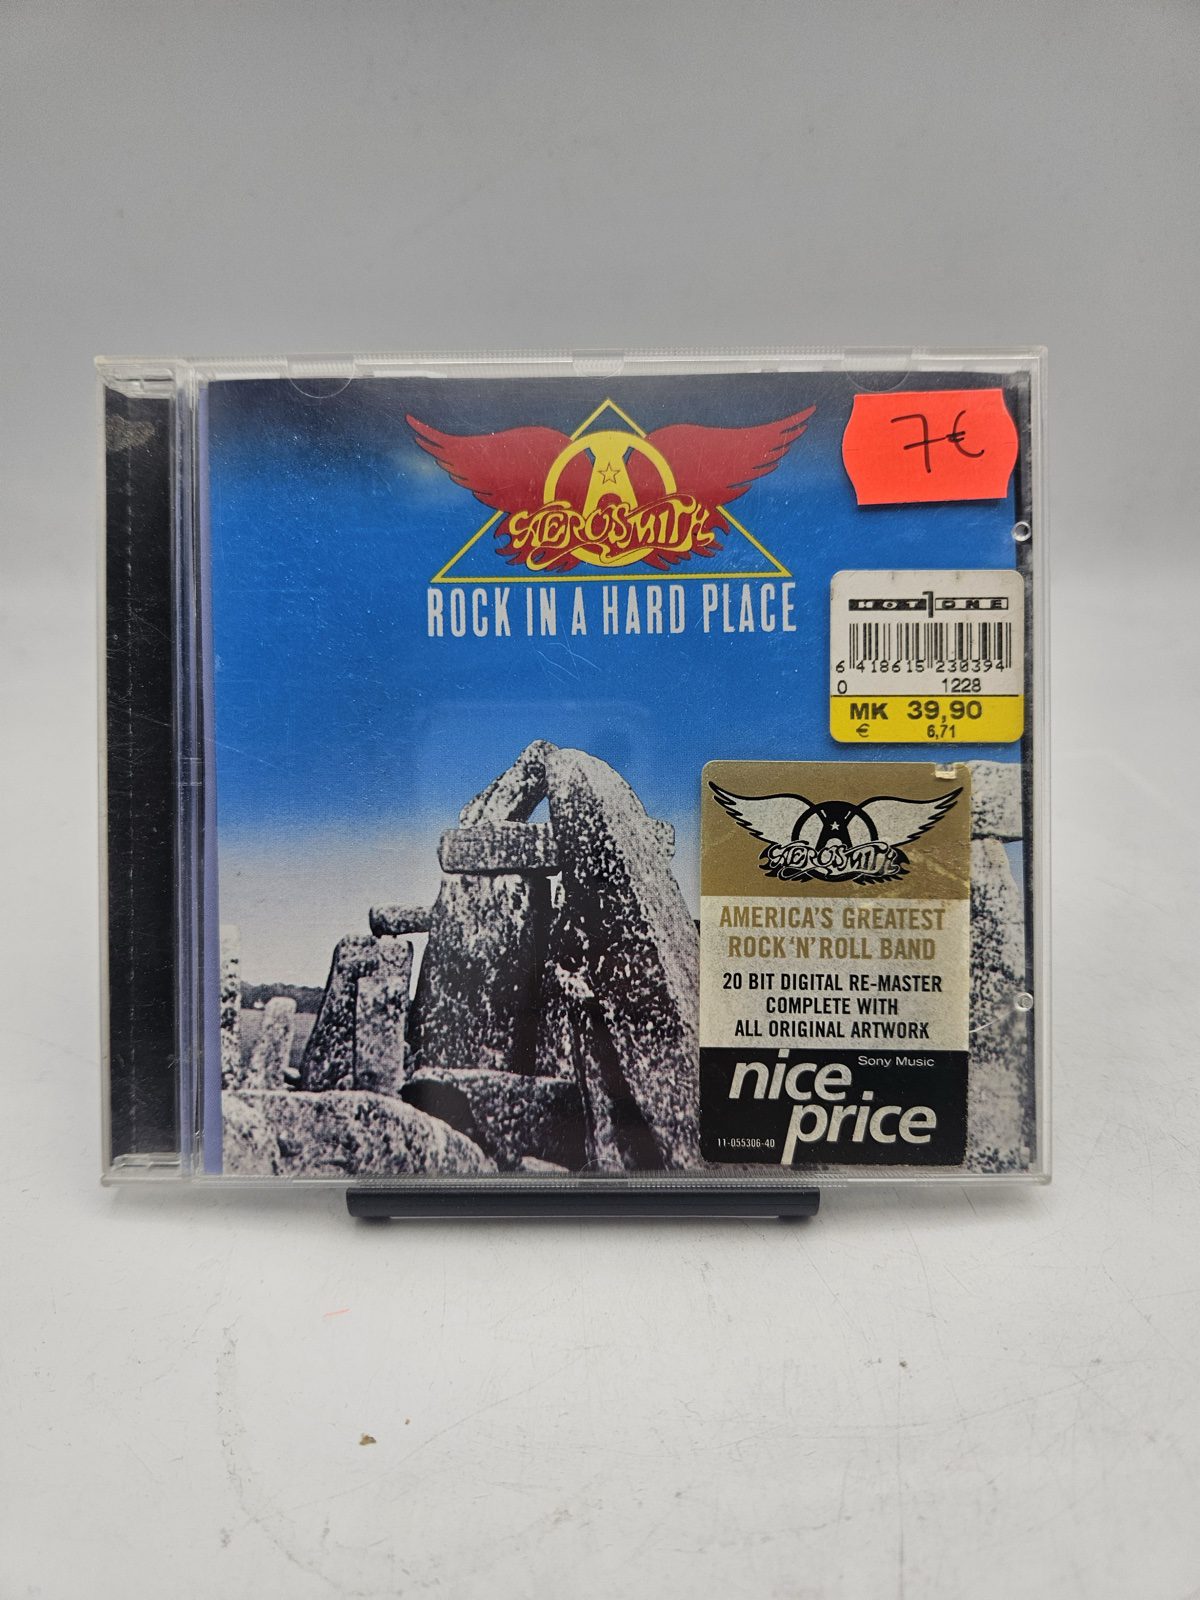 AEROSMITH
ROCK IN A HARD PLACE
7€
HOT 1 ONE
6 418615 230394
0 1228
MK 39,90
€ 6,71
AEROSMITH
AMERICA'S GREATEST
ROCK 'N' ROLL BAND
20 BIT DIGITAL RE-MASTER
COMPLETE WITH
ALL ORIGINAL ARTWORK
Sony Music
nice
price
11-055306-40